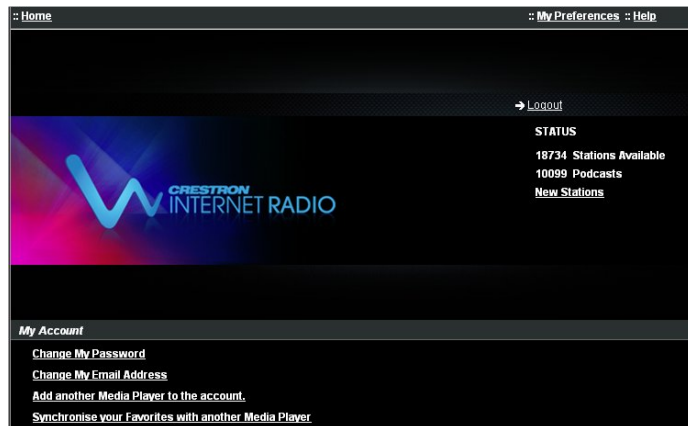 :: Home :: My Preferences :: Help
➔ Logout
STATUS
18734 Stations Available
10099 Podcasts
New Stations
CRESTRON
INTERNET RADIO
My Account
Change My Password
Change My Email Address
Add another Media Player to the account.
Synchronise your Favorites with another Media Player